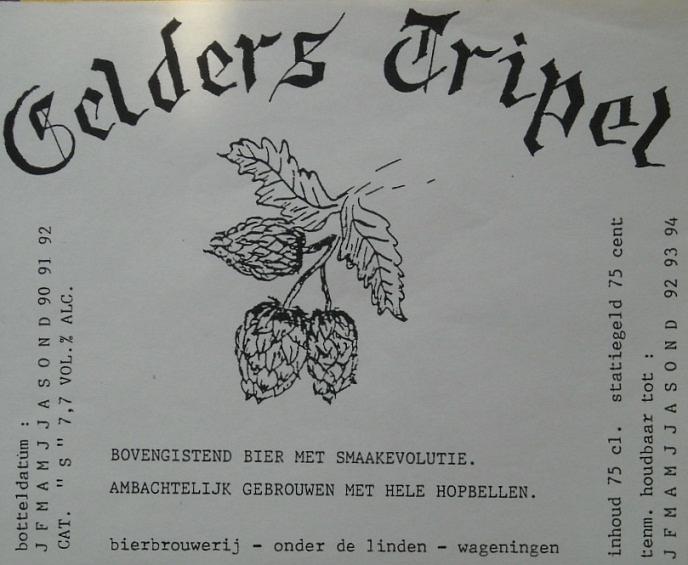 Gelders Tripel
botteldatum :
J F M A M J J A S O N D 90 91 92
CAT. "S" 7,7 VOL.% ALC.
BOVENGISTEND BIER MET SMAAKEVOLUTIE.
AMBACHTELIJK GEBROUWEN MET HELE HOPBELLEN.
bierbrouwerij - onder de linden - wageningen
inhoud 75 cl. statiegeld 75 cent
tenm. houdbaar tot :
J F M A M J J A S O N D 92 93 94